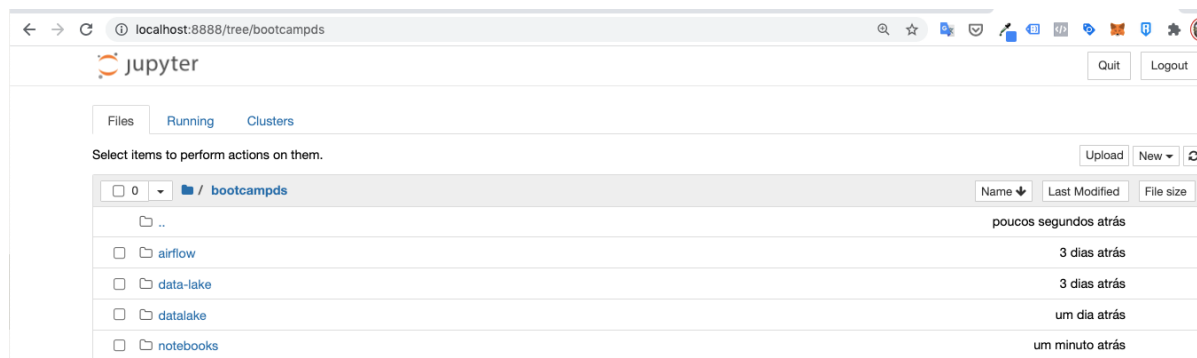 localhost:8888/tree/bootcampds
jupyter
Quit Logout
Files Running Clusters
Select items to perform actions on them.
Upload New
0 / bootcampds Name Last Modified File size
.. poucos segundos atrás
airflow 3 dias atrás
data-lake 3 dias atrás
datalake um dia atrás
notebooks um minuto atrás